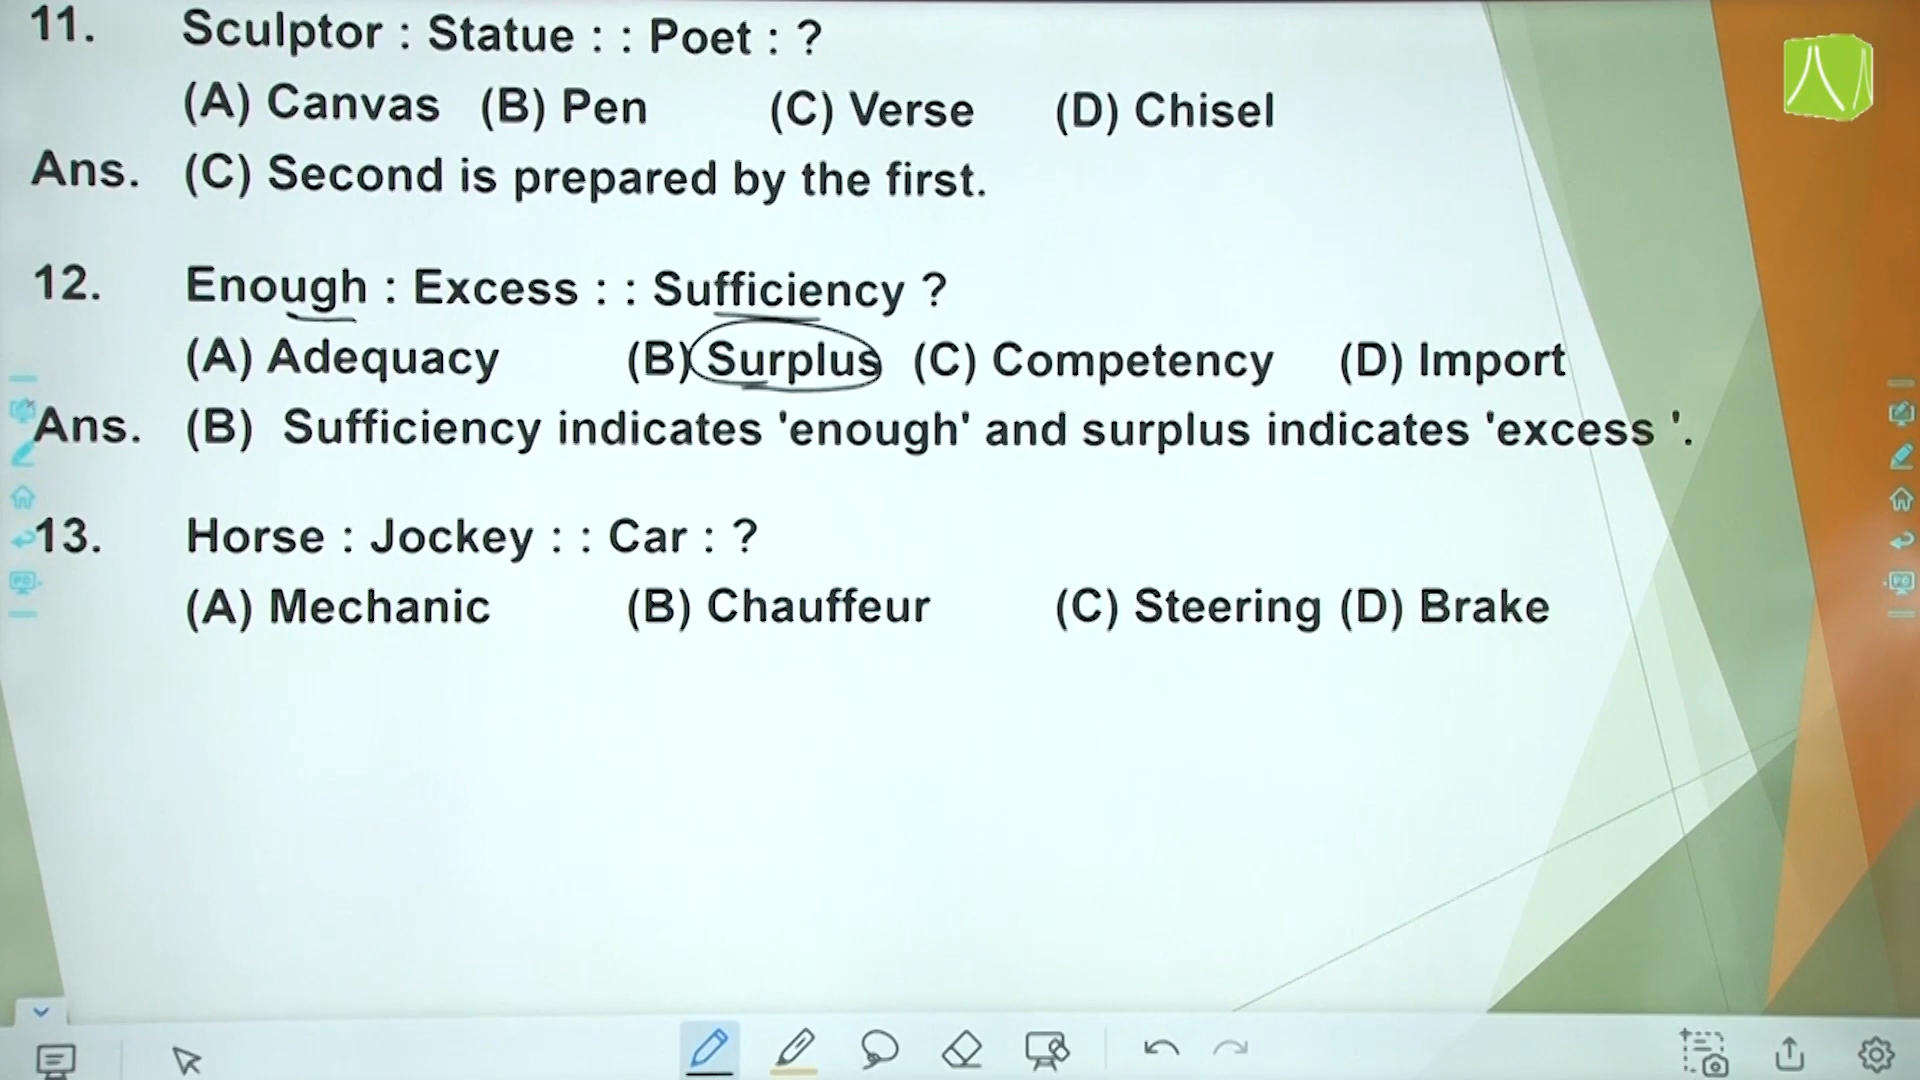 11. Sculptor : Statue : : Poet : ?
(A) Canvas (B) Pen (C) Verse (D) Chisel
Ans. (C) Second is prepared by the first.
12. Enough : Excess : : Sufficiency ?
(A) Adequacy (B) Surplus (C) Competency (D) Import
Ans. (B) Sufficiency indicates 'enough' and surplus indicates 'excess '.
13. Horse : Jockey : : Car : ?
(A) Mechanic (B) Chauffeur (C) Steering (D) Brake